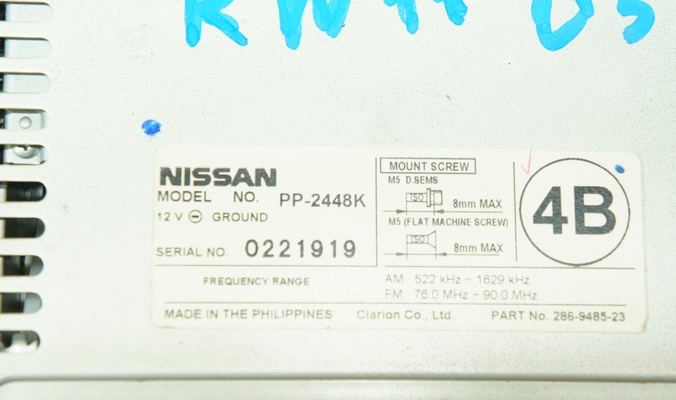 NISSAN
MODEL NO. PP-2448K
12 V ⊖ GROUND
SERIAL NO. 0221919
MOUNT SCREW
M5 D.SEMS
ISO
8mm MAX
M5 (FLAT MACHINE SCREW)
ISO
8mm MAX
4B
FREQUENCY RANGE
AM: 522 kHz ~ 1629 kHz
FM: 76.0 MHz ~ 90.0 MHz
MADE IN THE PHILIPPINES Clarion Co., Ltd. PART No. 286-9485-23